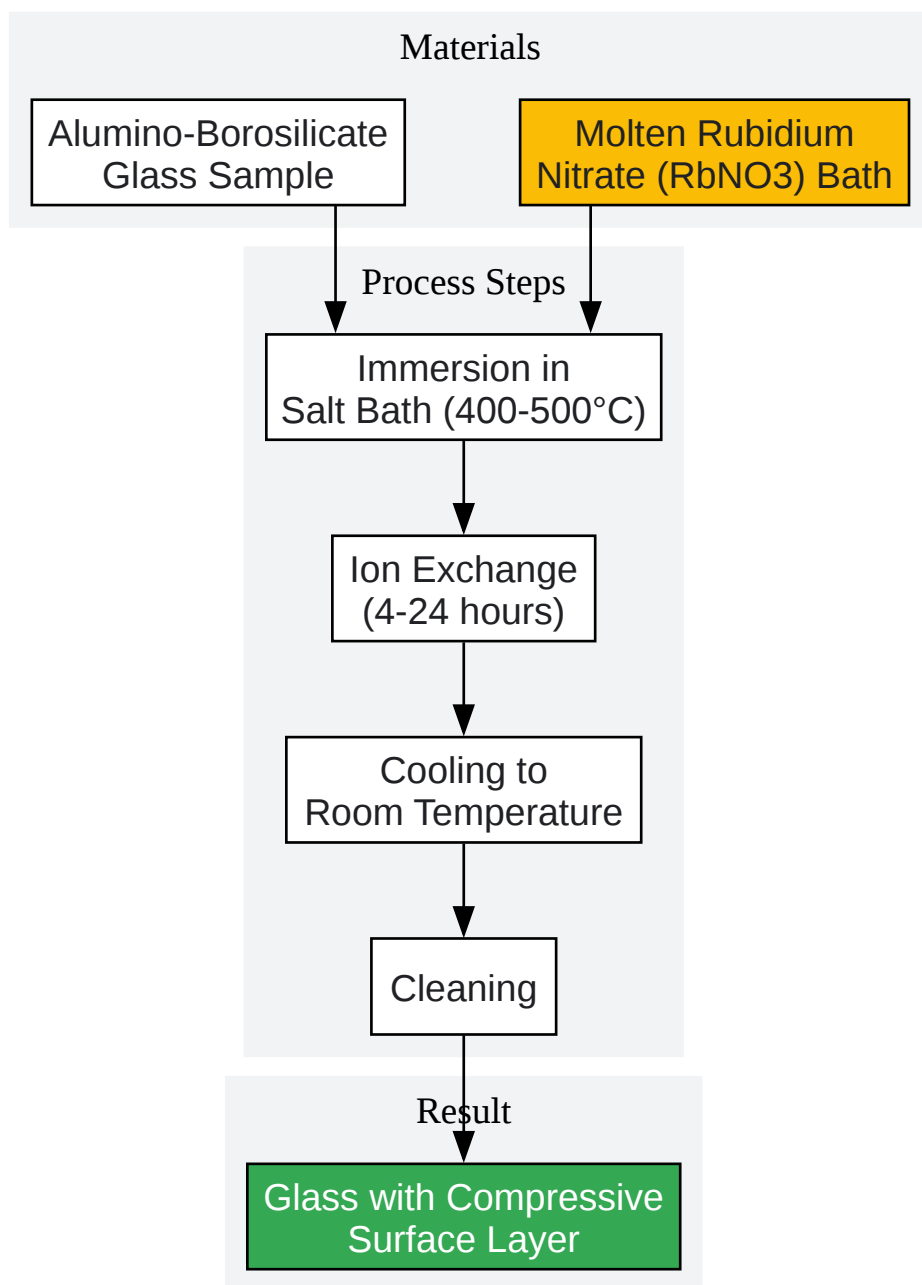 Materials
Alumino-Borosilicate
Glass Sample
Molten Rubidium
Nitrate (RbNO3) Bath
Process Steps
Immersion in
Salt Bath (400-500°C)
Ion Exchange
(4-24 hours)
Cooling to
Room Temperature
Cleaning
Result
Glass with Compressive
Surface Layer